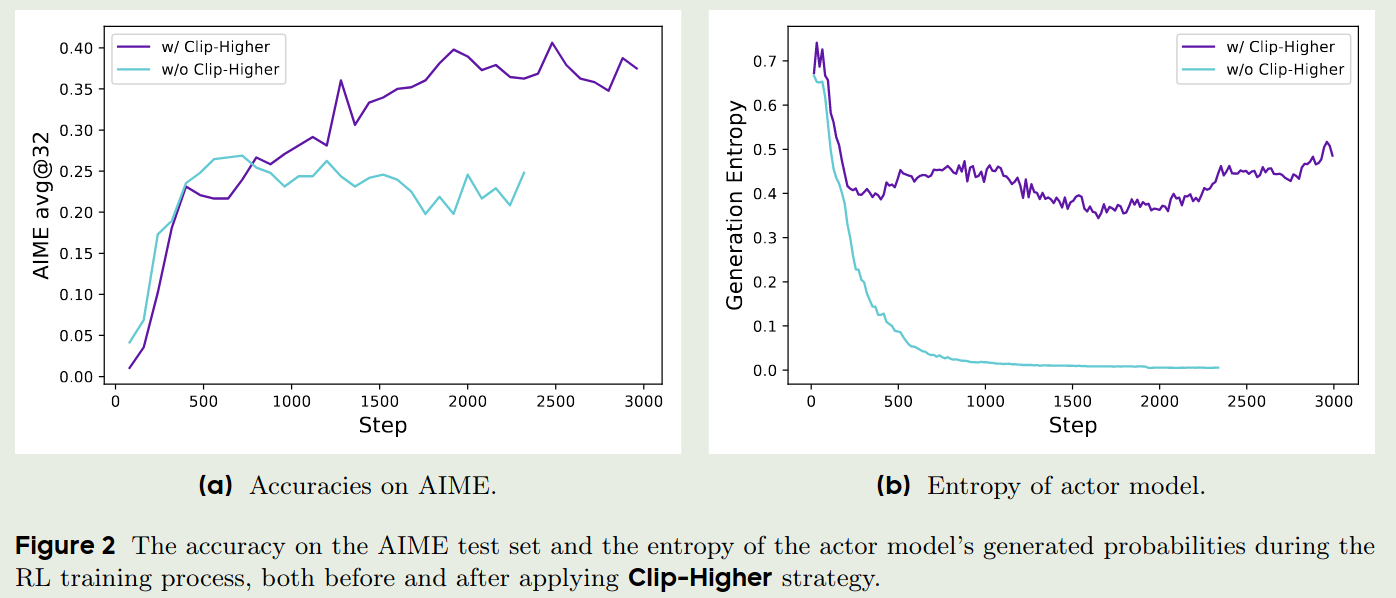 w/ Clip-Higher
w/o Clip-Higher
AIME avg@32
0.40
0.35
0.30
0.25
0.20
0.15
0.10
0.05
0.00
0 500 1000 1500 2000 2500 3000
Step
(a) Accuracies on AIME.
w/ Clip-Higher
w/o Clip-Higher
Generation Entropy
0.7
0.6
0.5
0.4
0.3
0.2
0.1
0.0
0 500 1000 1500 2000 2500 3000
Step
(b) Entropy of actor model.
Figure 2 The accuracy on the AIME test set and the entropy of the actor model's generated probabilities during the
RL training process, both before and after applying Clip-Higher strategy.